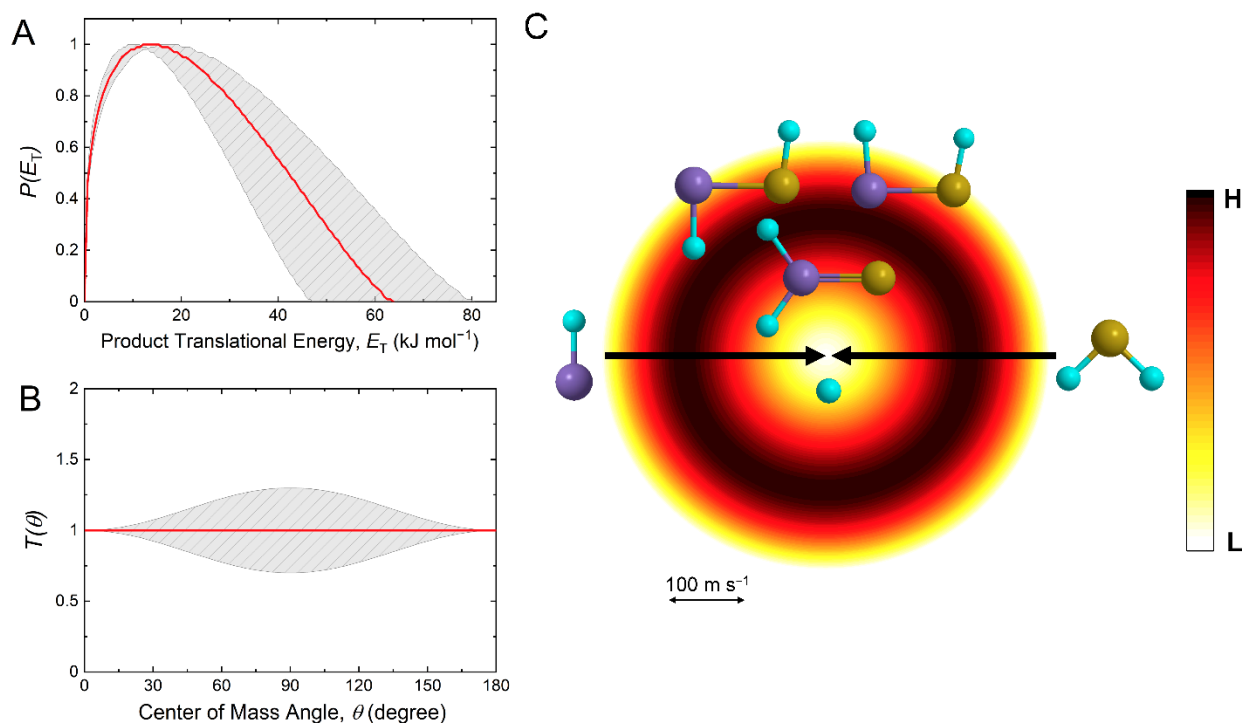 A
P(E_T)
1
0.8
0.6
0.4
0.2
0
0 20 40 60 80
Product Translational Energy, E_T (kJ mol⁻¹)
B
T(θ)
2
1.5
1
0.5
0
0 30 60 90 120 150 180
Center of Mass Angle, θ (degree)
C
100 m s⁻¹
H
L